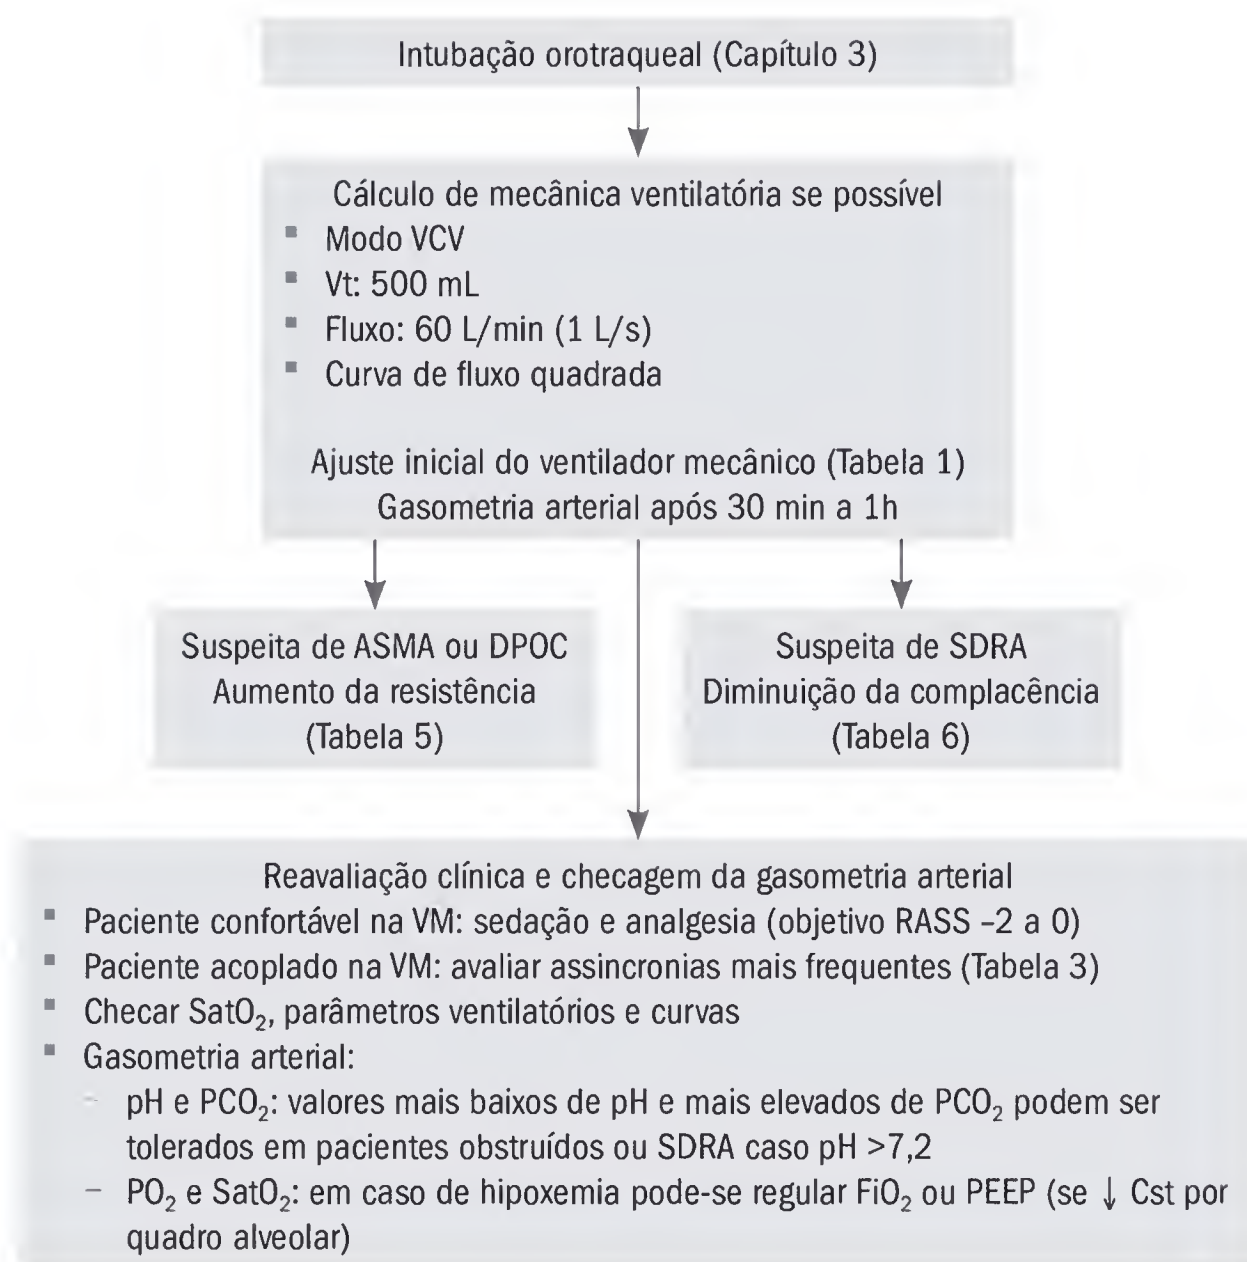 Intubação orotraqueal (Capítulo 3)
Cálculo de mecânica ventilatória se possível
▪ Modo VCV
▪ Vt: 500 mL
▪ Fluxo: 60 L/min (1 L/s)
▪ Curva de fluxo quadrada
Ajuste inicial do ventilador mecânico (Tabela 1)
Gasometria arterial após 30 min a 1h
Suspeita de ASMA ou DPOC
Aumento da resistência
(Tabela 5)
Suspeita de SDRA
Diminuição da complacência
(Tabela 6)
Reavaliação clínica e checagem da gasometria arterial
▪ Paciente confortável na VM: sedação e analgesia (objetivo RASS –2 a 0)
▪ Paciente acoplado na VM: avaliar assincronias mais frequentes (Tabela 3)
▪ Checar SatO₂, parâmetros ventilatórios e curvas
▪ Gasometria arterial:
– pH e PCO₂: valores mais baixos de pH e mais elevados de PCO₂ podem ser
tolerados em pacientes obstruídos ou SDRA caso pH >7,2
– PO₂ e SatO₂: em caso de hipoxemia pode-se regular FiO₂ ou PEEP (se ↓ Cst por
quadro alveolar)